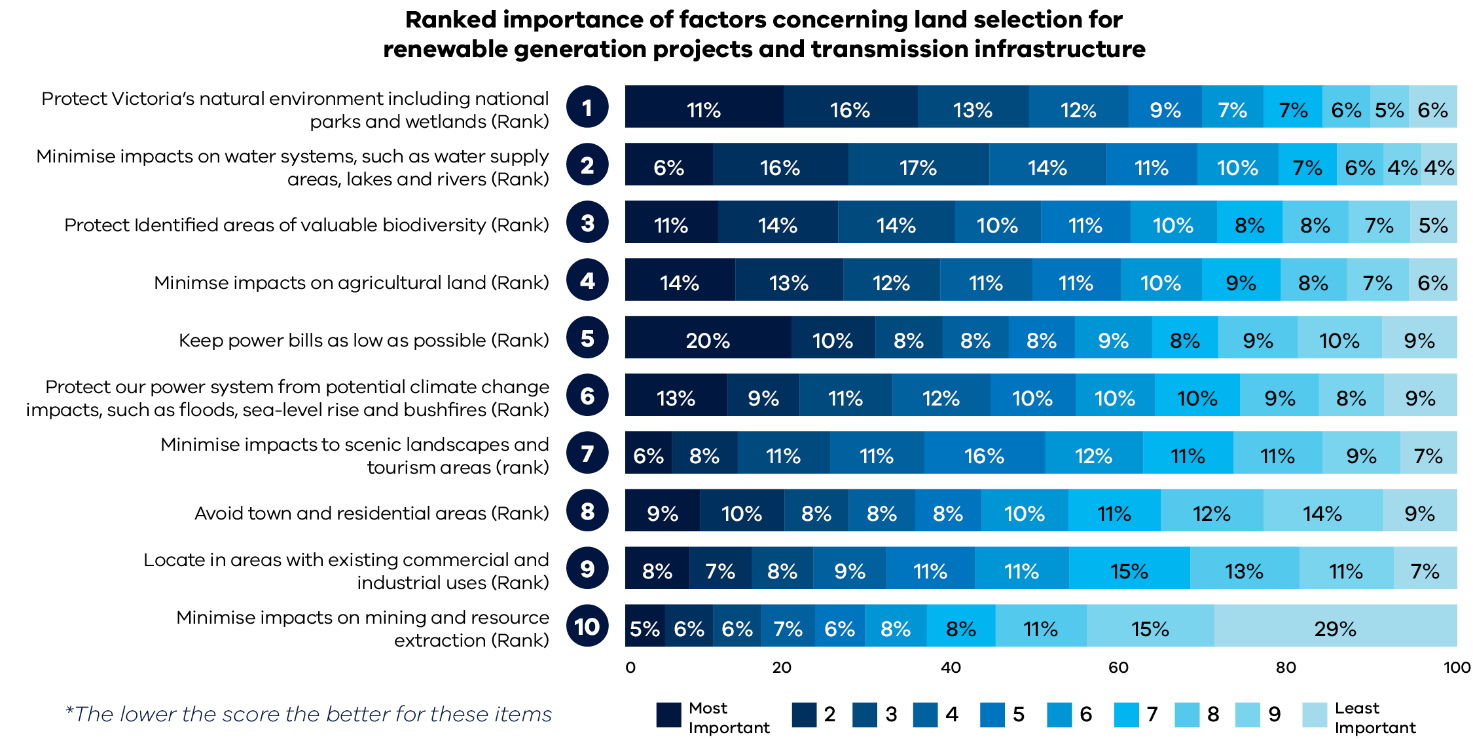 Ranked importance of factors concerning land selection for
renewable generation projects and transmission infrastructure
Protect Victoria's natural environment including national
parks and wetlands (Rank)
1
11% 16% 13% 12% 9% 7% 7% 6% 5% 6%
Minimise impacts on water systems, such as water supply
areas, lakes and rivers (Rank)
2
6% 16% 17% 14% 11% 10% 7% 6% 4% 4%
Protect Identified areas of valuable biodiversity (Rank)
3
11% 14% 14% 10% 11% 10% 8% 8% 7% 5%
Minimse impacts on agricultural land (Rank)
4
14% 13% 12% 11% 11% 10% 9% 8% 7% 6%
Keep power bills as low as possible (Rank)
5
20% 10% 8% 8% 8% 9% 8% 9% 10% 9%
Protect our power system from potential climate change
impacts, such as floods, sea-level rise and bushfires (Rank)
6
13% 9% 11% 12% 10% 10% 10% 9% 8% 9%
Minimise impacts to scenic landscapes and
tourism areas (rank)
7
6% 8% 11% 11% 16% 12% 11% 11% 9% 7%
Avoid town and residential areas (Rank)
8
9% 10% 8% 8% 8% 10% 11% 12% 14% 9%
Locate in areas with existing commercial and
industrial uses (Rank)
9
8% 7% 8% 9% 11% 11% 15% 13% 11% 7%
Minimise impacts on mining and resource
extraction (Rank)
10
5% 6% 6% 7% 6% 8% 8% 11% 15% 29%
0 20 40 60 80 100
*The lower the score the better for these items
Most
Important
2 3 4 5 6 7 8 9
Least
Important